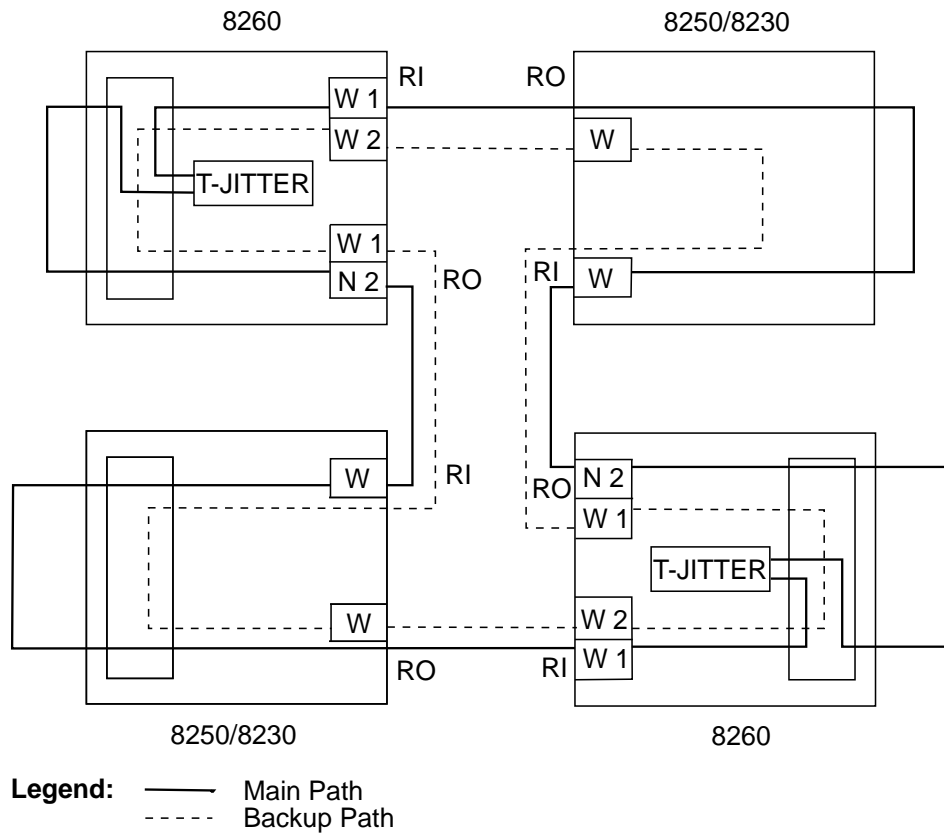 8260
8250/8230
RI
RO
W 1
W 2
W
T-JITTER
W 1
N 2
RO
RI
W
W
RI
N 2
RO
W 1
T-JITTER
W
W 2
RO
RI
W 1
8250/8230
8260
Legend:
Main Path
Backup Path